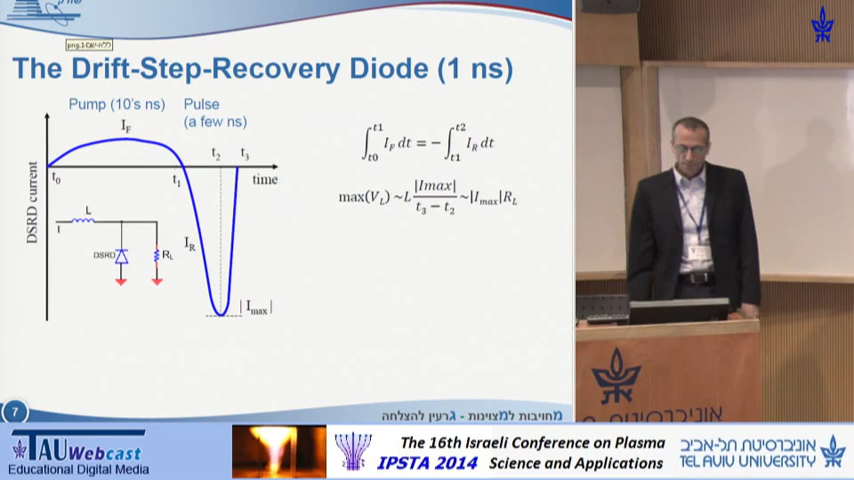 The Drift-Step-Recovery Diode (1 ns)
Pump (10's ns)
Pulse
(a few ns)
I_F
t_0
t_1
t_2
t_3
time
DSRD current
L
I
DSRD
R_L
I_R
|I_max|
∫_{t0}^{t1} I_F dt = −∫_{t1}^{t2} I_R dt
max(V_L) ~L |Imax| / (t_3 − t_2) ~|I_max|R_L
7
מחויבות למצוינות - גרעין להצלחה
אוניברסיטת
TAU Webcast
Educational Digital Media
The 16th Israeli Conference on Plasma
IPSTA 2014 Science and Applications
אוניברסיטת תל-אביב
TEL AVIV UNIVERSITY